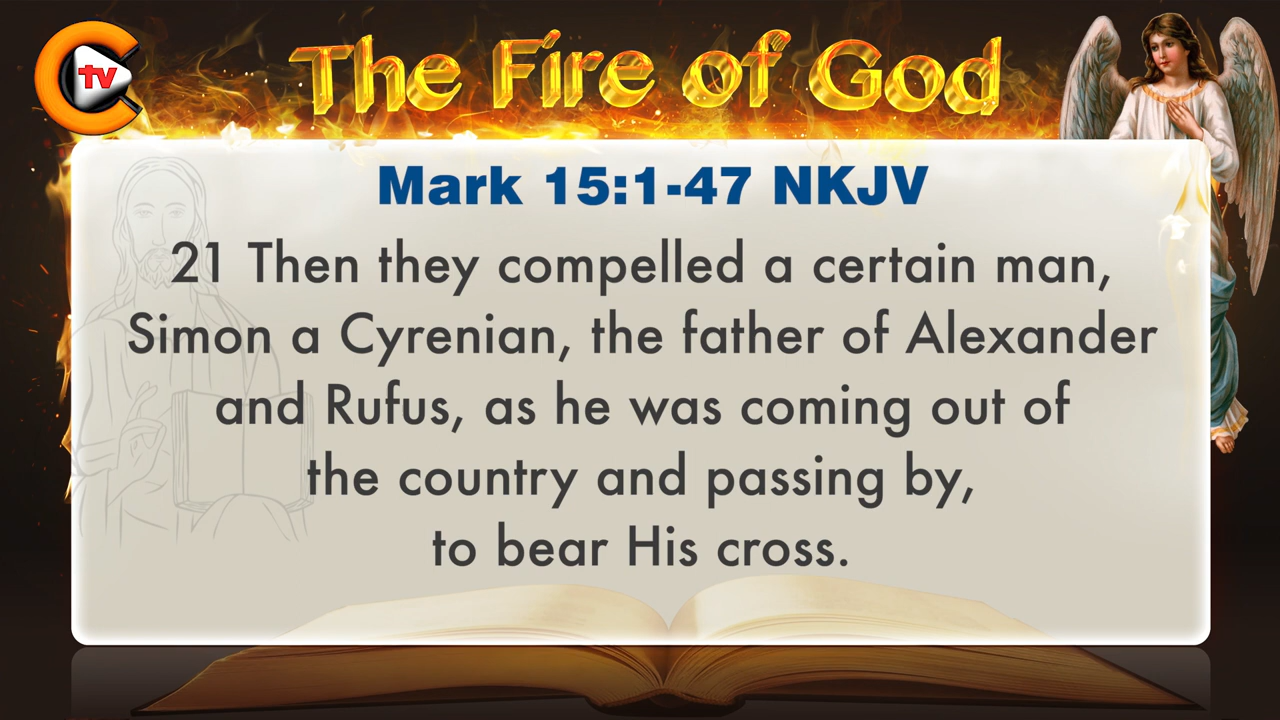 tv
The Fire of God
Mark 15:1-47 NKJV
21 Then they compelled a certain man,
Simon a Cyrenian, the father of Alexander
and Rufus, as he was coming out of
the country and passing by,
to bear His cross.